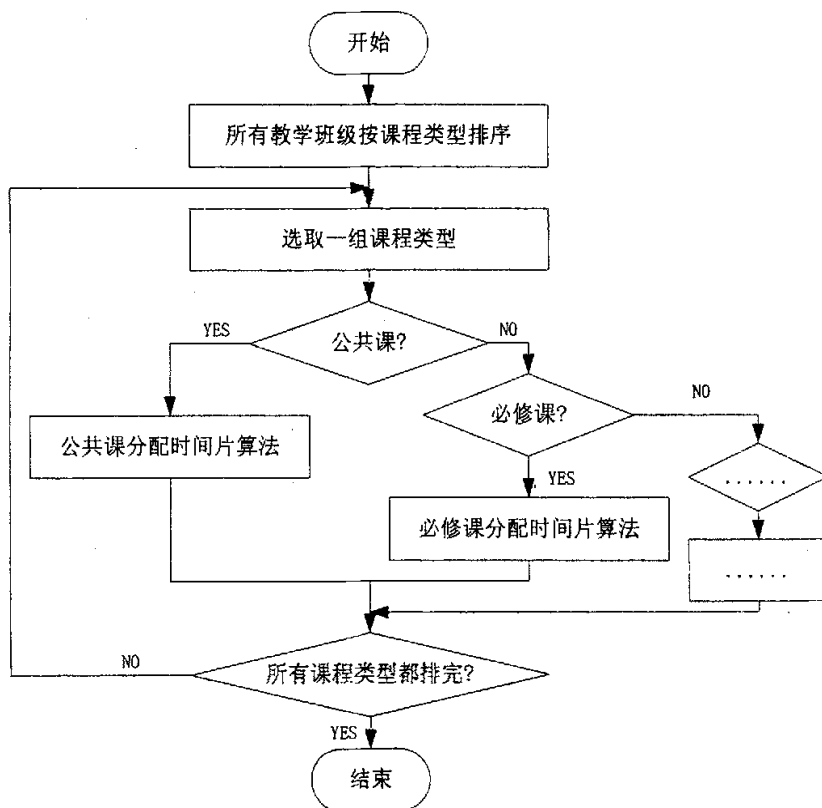 开始
所有教学班级按课程类型排序
选取一组课程类型
YES
公共课?
NO
NO
必修课?
公共课分配时间片算法
YES
......
必修课分配时间片算法
......
NO
所有课程类型都排完?
YES
结束